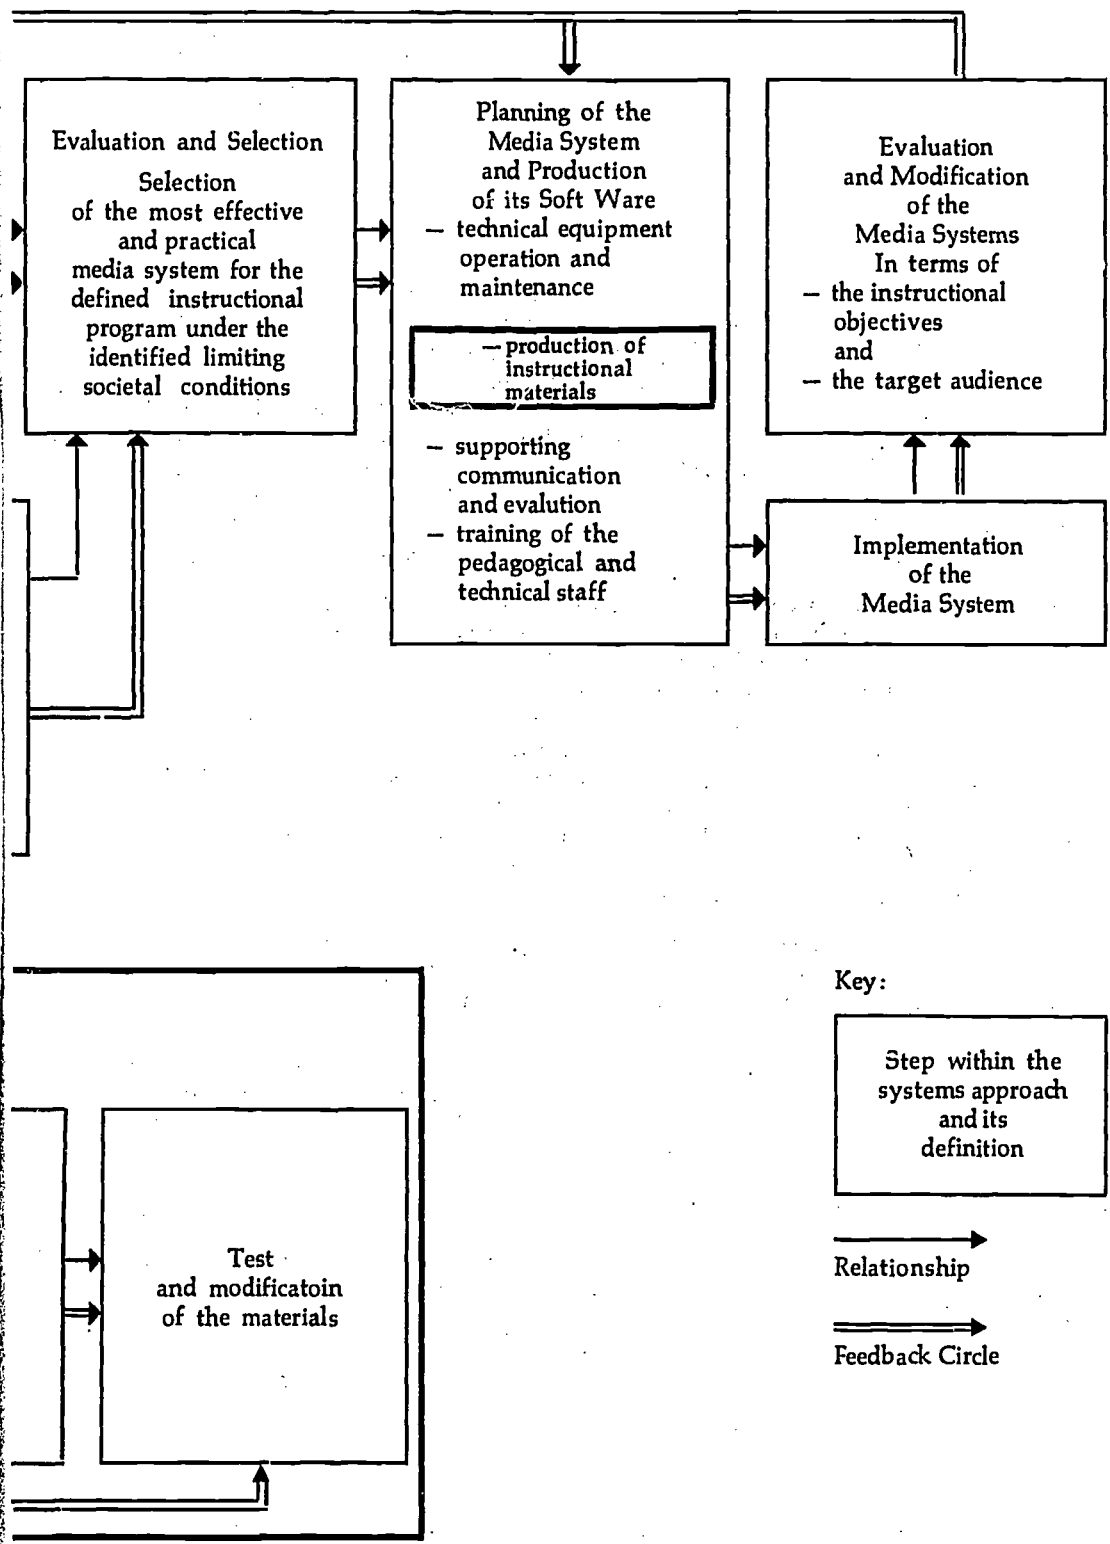 Evaluation and Selection
Selection
of the most effective
and practical
media system for the
defined instructional
program under the
identified limiting
societal conditions
Planning of the
Media System
and Production
of its Soft Ware
— technical equipment
operation and
maintenance
— production of
instructional
materials
— supporting
communication
and evalution
— training of the
pedagogical and
technical staff
Evaluation
and Modification
of the
Media Systems
In terms of
— the instructional
objectives
and
— the target audience
Implementation
of the
Media System
Test
and modificatoin
of the materials
Key:
Step within the
systems approach
and its
definition
Relationship
Feedback Circle